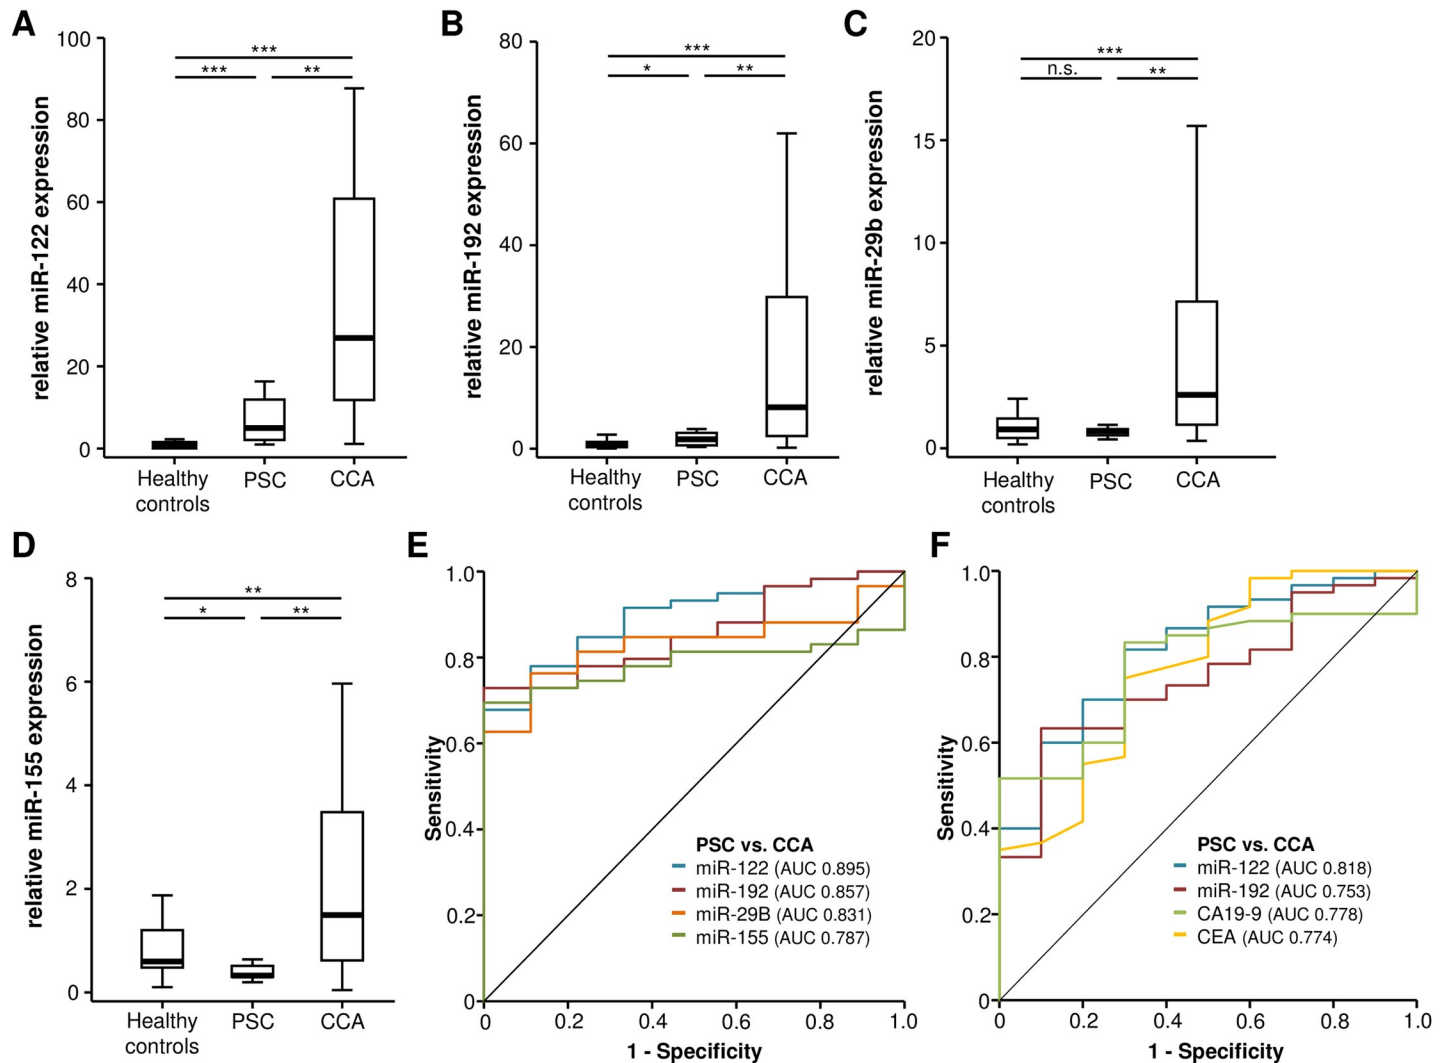 A
relative miR-122 expression
100
80
60
40
20
0
***
*** **
Healthy
controls
PSC
CCA
B
relative miR-192 expression
80
60
40
20
0
***
* **
Healthy
controls
PSC
CCA
C
relative miR-29b expression
20
15
10
5
0
***
n.s. **
Healthy
controls
PSC
CCA
D
relative miR-155 expression
8
6
4
2
0
**
* **
Healthy
controls
PSC
CCA
E
Sensitivity
1.0
0.8
0.6
0.4
0.2
0
PSC vs. CCA
miR-122 (AUC 0.895)
miR-192 (AUC 0.857)
miR-29B (AUC 0.831)
miR-155 (AUC 0.787)
0 0.2 0.4 0.6 0.8 1.0
1 - Specificity
F
Sensitivity
1.0
0.8
0.6
0.4
0.2
0
PSC vs. CCA
miR-122 (AUC 0.818)
miR-192 (AUC 0.753)
CA19-9 (AUC 0.778)
CEA (AUC 0.774)
0 0.2 0.4 0.6 0.8 1.0
1 - Specificity